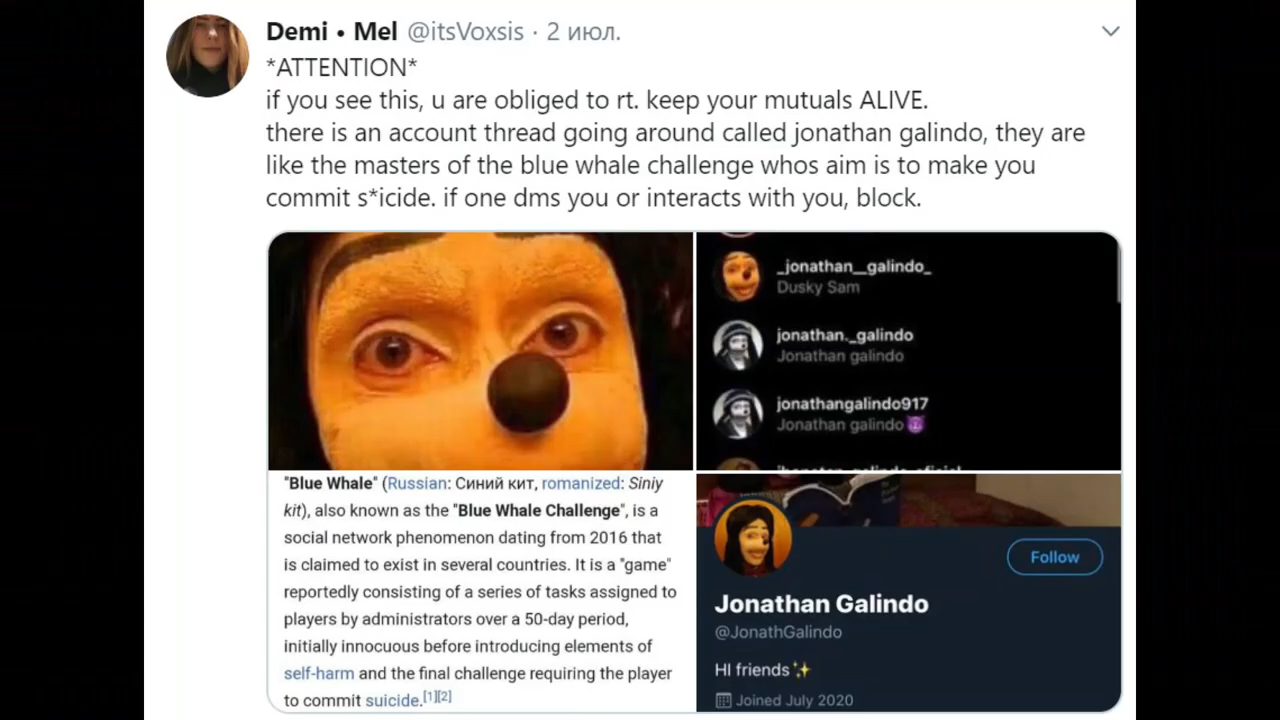 Demi • Mel @itsVoxsis · 2 июл.
*ATTENTION*
if you see this, u are obliged to rt. keep your mutuals ALIVE.
there is an account thread going around called jonathan galindo, they are
like the masters of the blue whale challenge whos aim is to make you
commit s*icide. if one dms you or interacts with you, block.
_jonathan__galindo_
Dusky Sam
jonathan._galindo
Jonathan galindo
jonathangalindo917
Jonathan galindo😈
"Blue Whale" (Russian: Синий кит, romanized: Siniy
kit), also known as the "Blue Whale Challenge", is a
social network phenomenon dating from 2016 that
is claimed to exist in several countries. It is a "game"
reportedly consisting of a series of tasks assigned to
players by administrators over a 50-day period,
initially innocuous before introducing elements of
self-harm and the final challenge requiring the player
to commit suicide.[1][2]
Follow
Jonathan Galindo
@JonathGalindo
HI friends✨
Joined July 2020